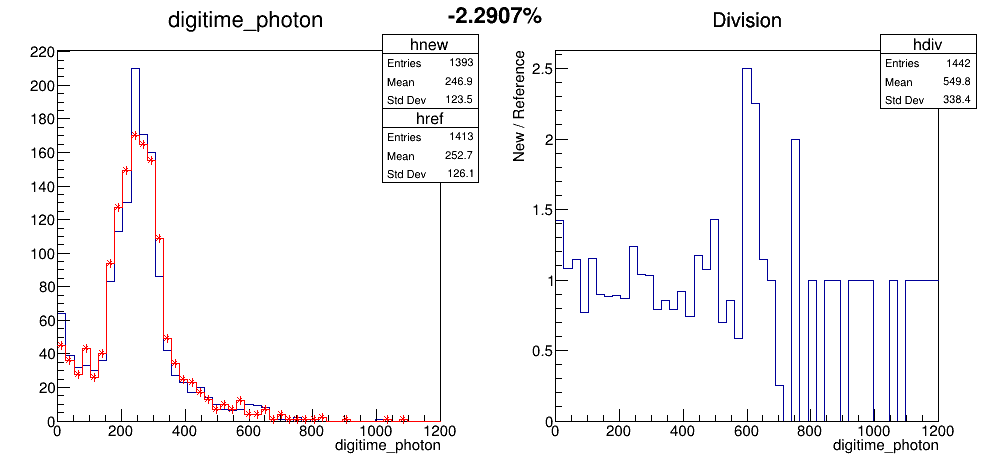 -2.2907%
digitime_photon
hnew
Entries 1393
Mean 246.9
Std Dev 123.5
href
Entries 1413
Mean 252.7
Std Dev 126.1
220
200
180
160
140
120
100
80
60
40
20
0
0 200 400 600 800 1000 1200
digitime_photon
Division
hdiv
Entries 1442
Mean 549.8
Std Dev 338.4
New / Reference
2.5
2
1.5
1
0.5
0
0 200 400 600 800 1000 1200
digitime_photon